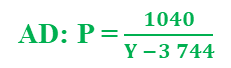 AD: P = 1040 / (Y – 3 744)